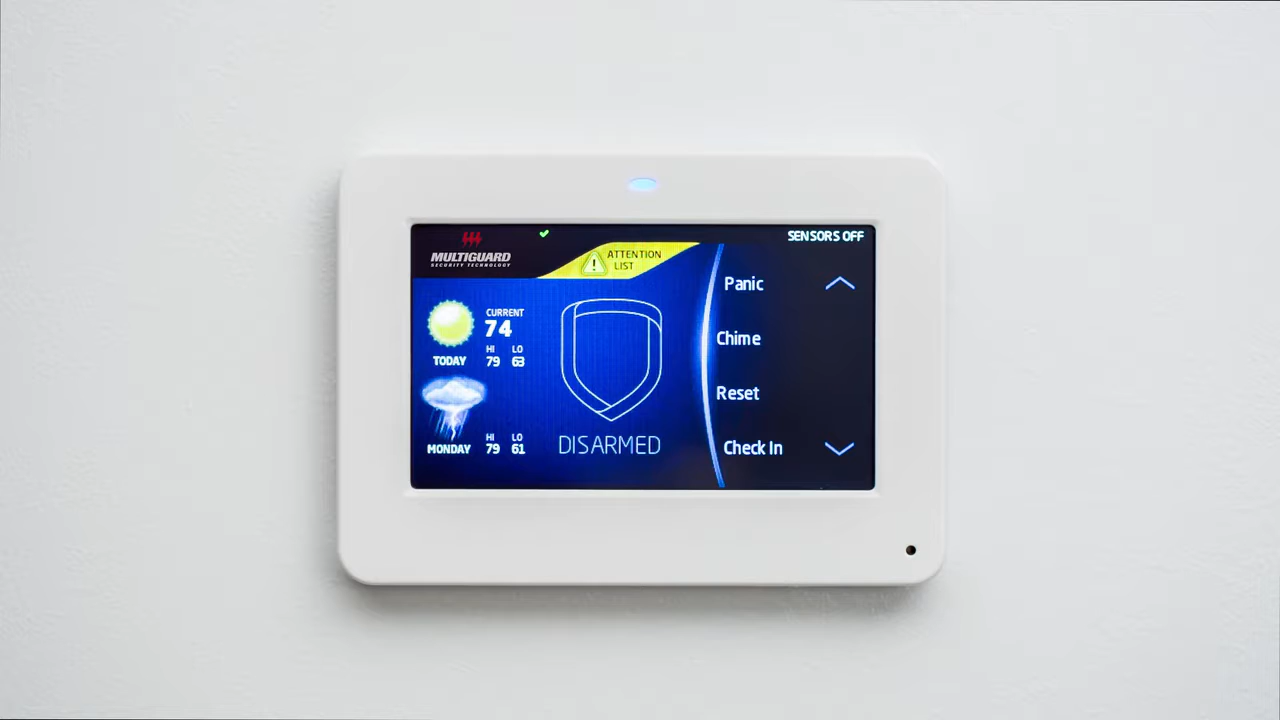 MULTIGUARD
SECURITY TECHNOLOGY
ATTENTION
LIST
SENSORS OFF
CURRENT
74
HI LO
79 63
TODAY
HI LO
MONDAY 79 61
DISARMED
Panic
Chime
Reset
Check In